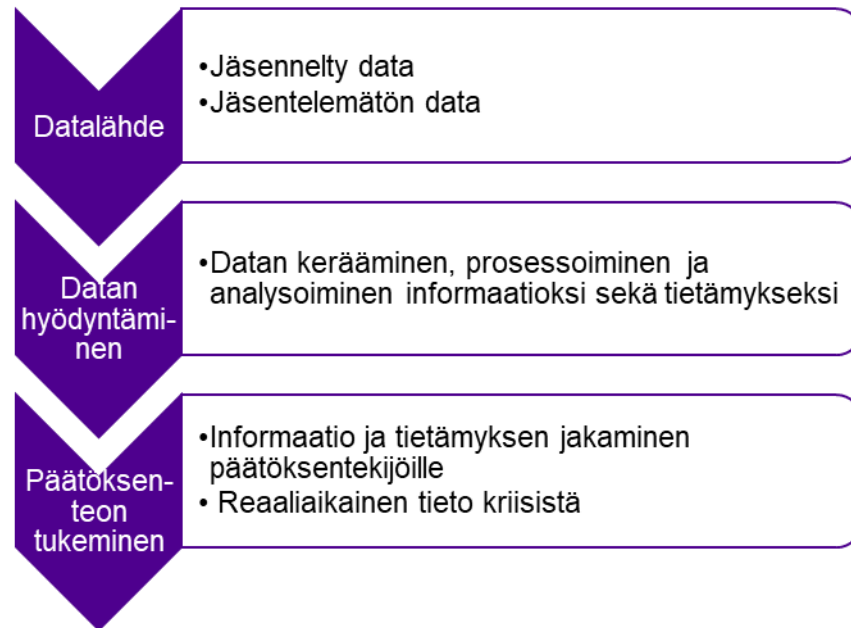 Datalähde
•Jäsennelty data
•Jäsentelemätön data
Datan
hyödyntämi-
nen
•Datan kerääminen, prosessoiminen ja
analysoiminen informaatioksi sekä tietämykseksi
Päätöksen-
teon
tukeminen
•Informaatio ja tietämyksen jakaminen
päätöksentekijöille
• Reaaliaikainen tieto kriisistä